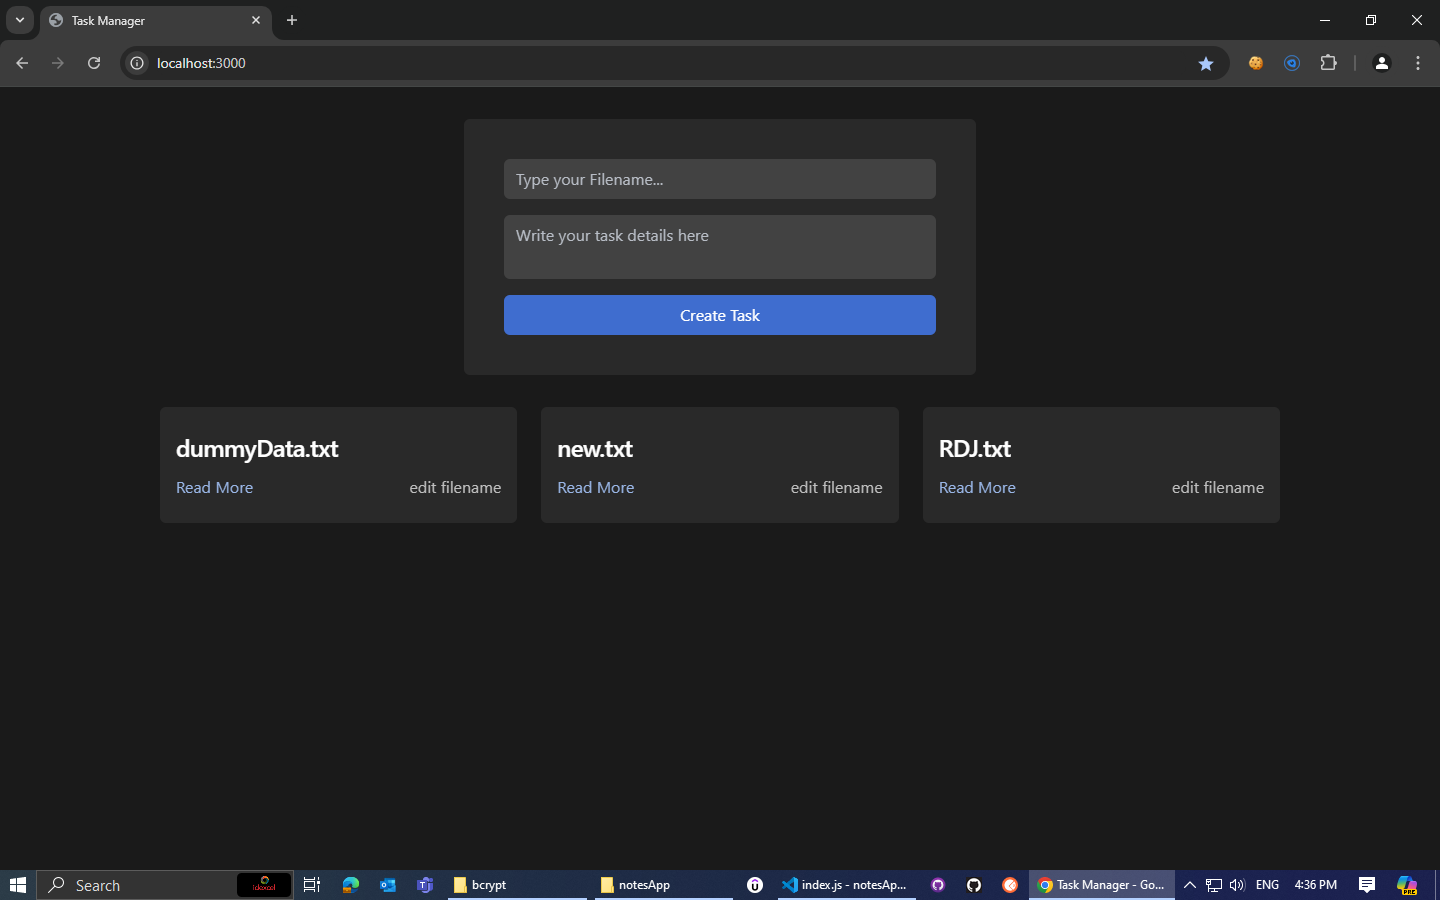 Task Manager
localhost:3000
Type your Filename...
Write your task details here
Create Task
dummyData.txt
Read More
edit filename
new.txt
Read More
edit filename
RDJ.txt
Read More
edit filename
Search
bcrypt
notesApp
index.js - notesAp...
Task Manager - Go...
ENG
4:36 PM
PRE